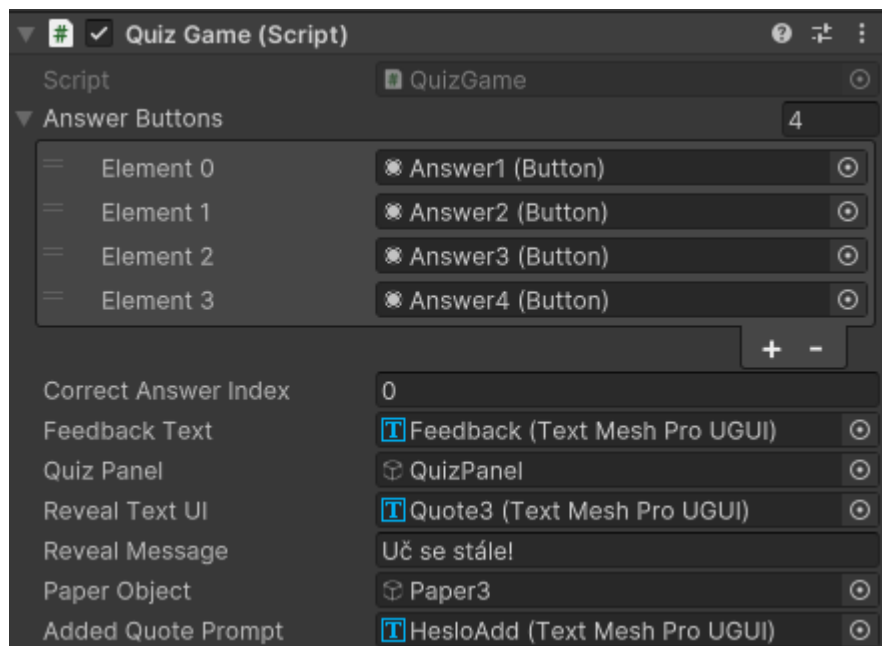 Quiz Game (Script)
Script QuizGame
Answer Buttons 4
Element 0 Answer1 (Button)
Element 1 Answer2 (Button)
Element 2 Answer3 (Button)
Element 3 Answer4 (Button)
+ -
Correct Answer Index 0
Feedback Text Feedback (Text Mesh Pro UGUI)
Quiz Panel QuizPanel
Reveal Text UI Quote3 (Text Mesh Pro UGUI)
Reveal Message Uč se stále!
Paper Object Paper3
Added Quote Prompt HesloAdd (Text Mesh Pro UGUI)